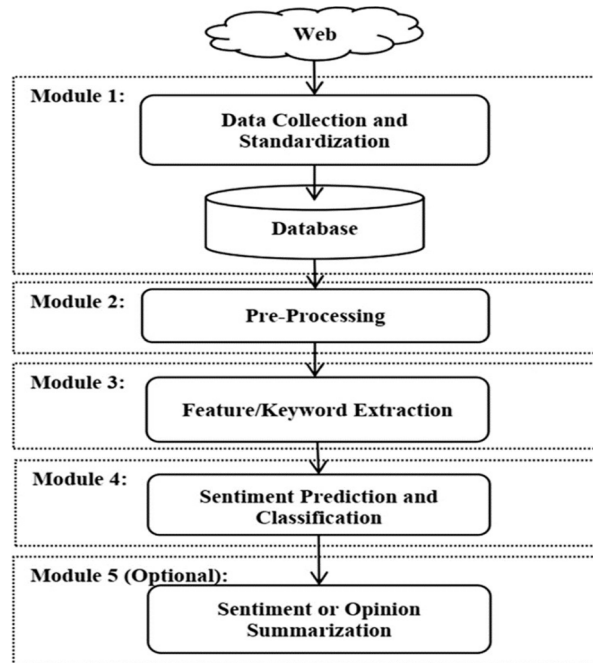 Web
Module 1:
Data Collection and
Standardization
Database
Module 2:
Pre-Processing
Module 3:
Feature/Keyword Extraction
Module 4:
Sentiment Prediction and
Classification
Module 5 (Optional):
Sentiment or Opinion
Summarization